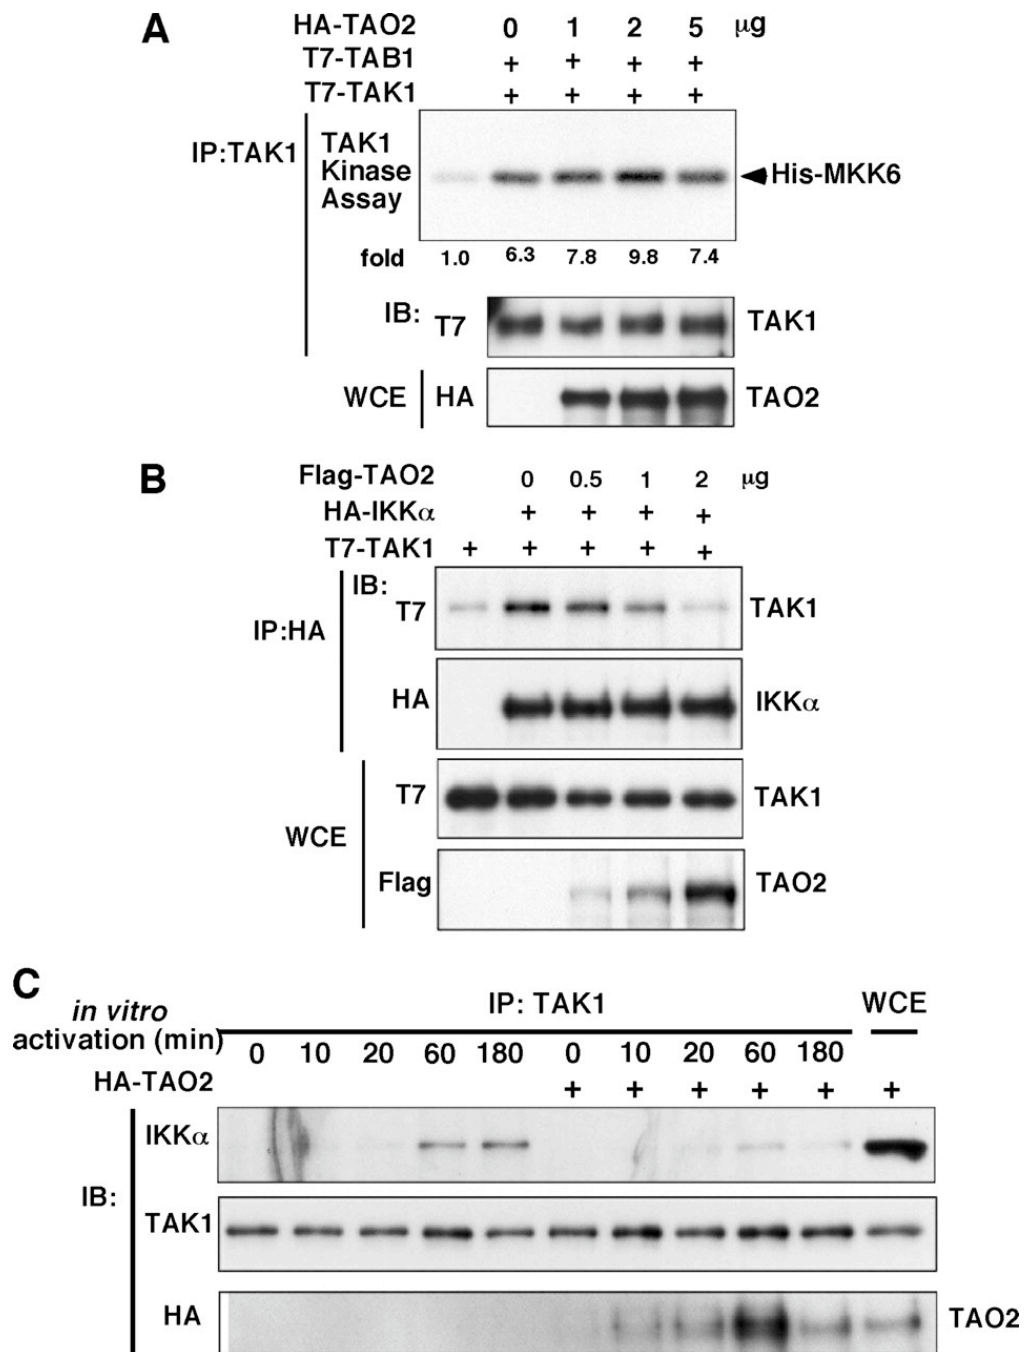 A
HA-TAO2 0 1 2 5 μg
T7-TAB1 + + + +
T7-TAK1 + + + +
IP:TAK1
TAK1
Kinase
Assay
His-MKK6
fold 1.0 6.3 7.8 9.8 7.4
IB: T7 TAK1
WCE HA TAO2
B
Flag-TAO2 0 0.5 1 2 μg
HA-IKKα + + + +
T7-TAK1 + + + + +
IB:
T7 TAK1
IP:HA
HA IKKα
T7 TAK1
WCE
Flag TAO2
C
in vitro IP: TAK1 WCE
activation (min) 0 10 20 60 180 0 10 20 60 180
HA-TAO2 + + + + + +
IKKα
IB:
TAK1
HA TAO2